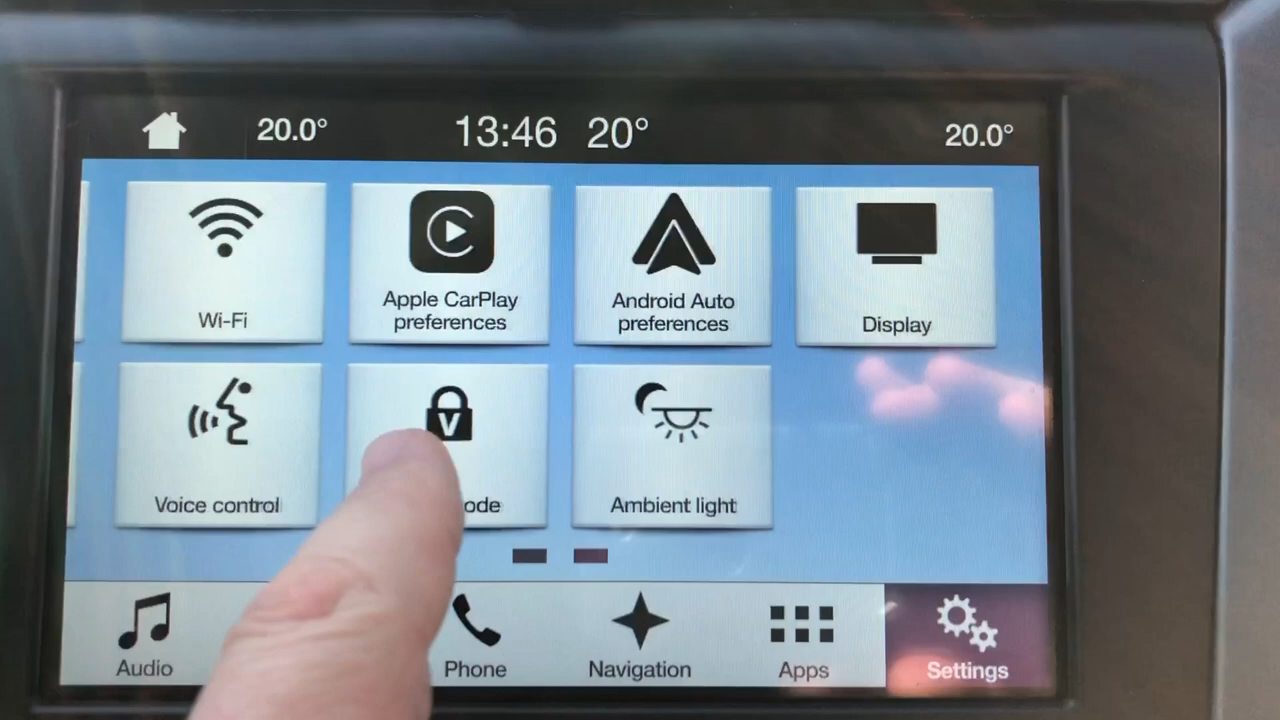 20.0° 13:46 20° 20.0°
Wi-Fi
Apple CarPlay
preferences
Android Auto
preferences
Display
Voice control
V
ode
Ambient light
Audio
Phone
Navigation
Apps
Settings